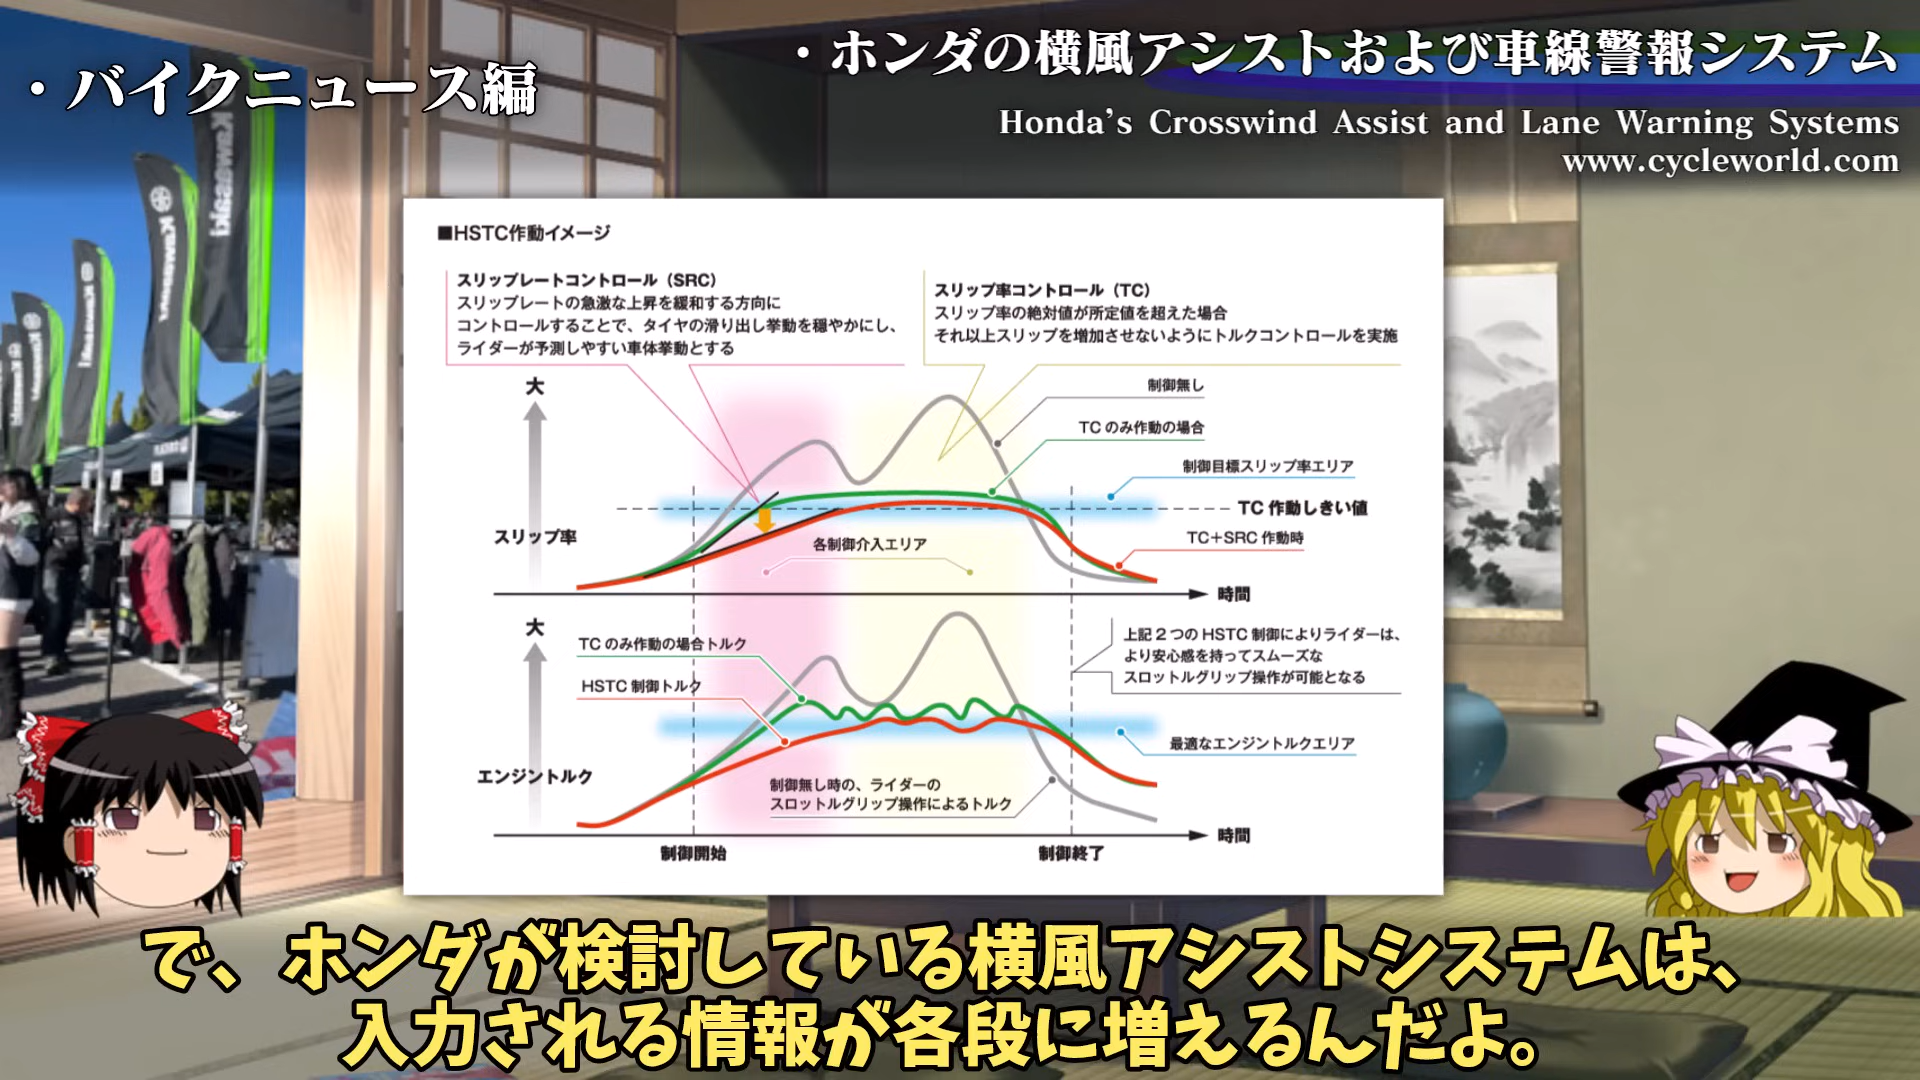 ・バイクニュース編
・ホンダの横風アシストおよび車線警報システム
Honda's Crosswind Assist and Lane Warning Systems
www.cycleworld.com
Kawasaki
Kawasaki
Kawasaki
Kawasaki
■HSTC作動イメージ
スリップレートコントロール（SRC）
スリップレートの急激な上昇を緩和する方向に
コントロールすることで、タイヤの滑り出し挙動を穏やかにし、
ライダーが予測しやすい車体挙動とする
スリップ率コントロール（TC）
スリップ率の絶対値が所定値を超えた場合
それ以上スリップを増加させないようにトルクコントロールを実施
大
制御無し
TCのみ作動の場合
制御目標スリップ率エリア
TC 作動しきい値
スリップ率
TC＋SRC 作動時
各制御介入エリア
時間
大
TCのみ作動の場合トルク
HSTC 制御トルク
上記2つのHSTC制御によりライダーは、
より安心感を持ってスムーズな
スロットルグリップ操作が可能となる
最適なエンジントルクエリア
エンジントルク
制御無し時の、ライダーの
スロットルグリップ操作によるトルク
時間
制御開始
制御終了
で、ホンダが検討している横風アシストシステムは、
入力される情報が各段に増えるんだよ。